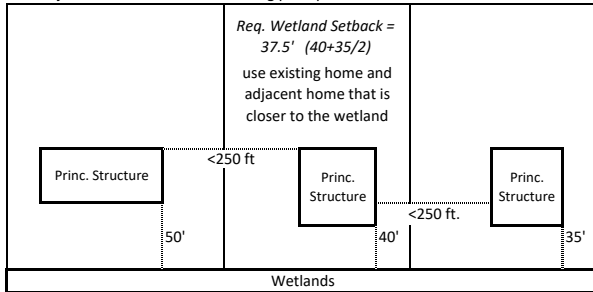 Req. Wetland Setback =
37.5'   (40+35/2)
use existing home and
adjacent home that is
closer to the wetland
<250 ft
Princ. Structure
Princ.
Structure
Princ.
Structure
<250 ft.
50'
40'
35'
Wetlands